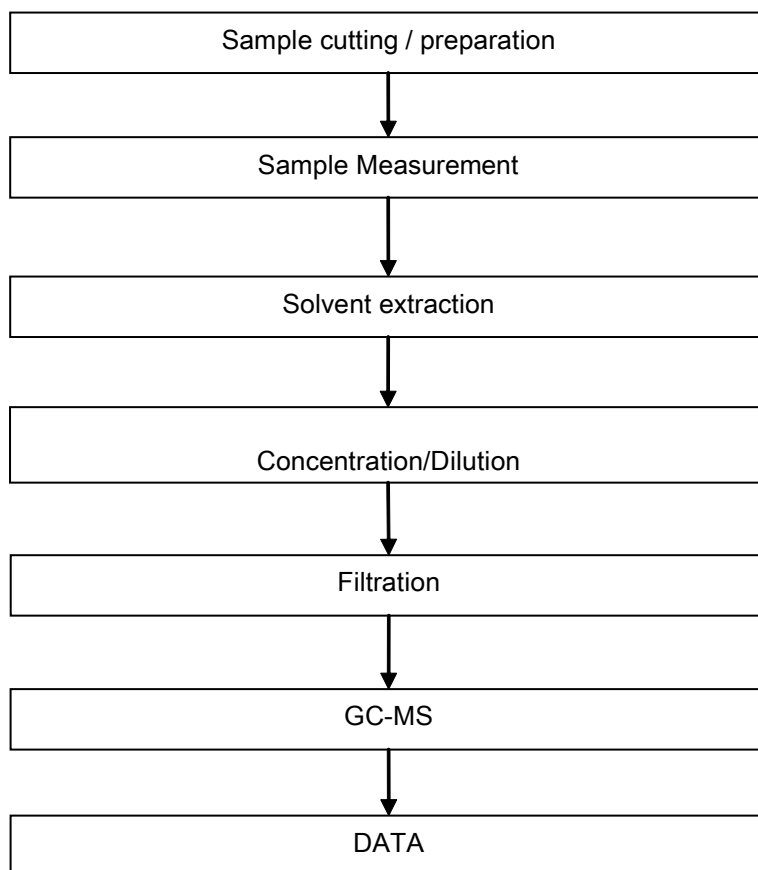 Sample cutting / preparation
Sample Measurement
Solvent extraction
Concentration/Dilution
Filtration
GC-MS
DATA